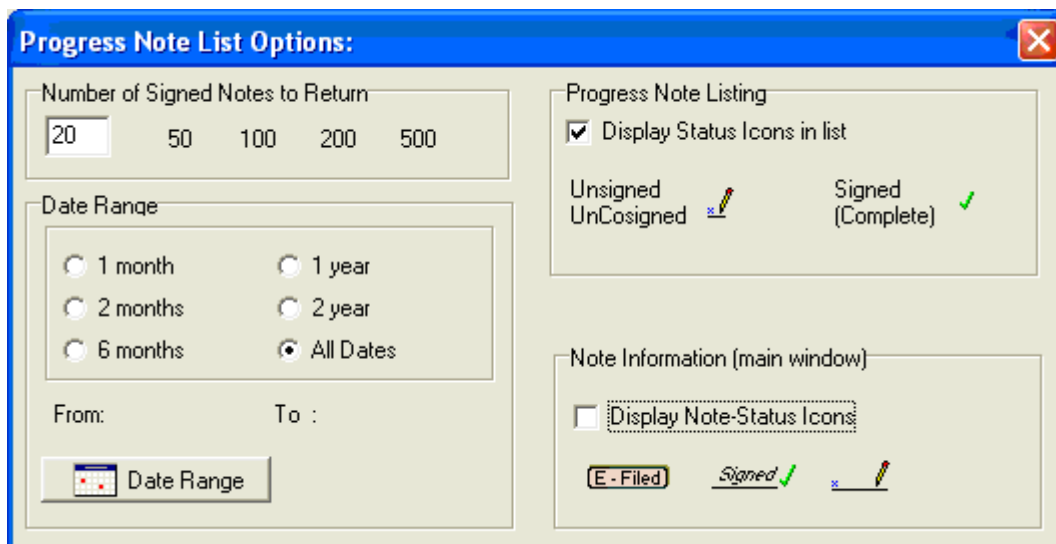 Progress Note List Options:
Number of Signed Notes to Return
20 50 100 200 500
Date Range
1 month 1 year
2 months 2 year
6 months All Dates
From: To :
Date Range
Progress Note Listing
Display Status Icons in list
Unsigned
UnCosigned
x
Signed
(Complete)
Note Information (main window)
Display Note-Status Icons
E - Filed Signed x